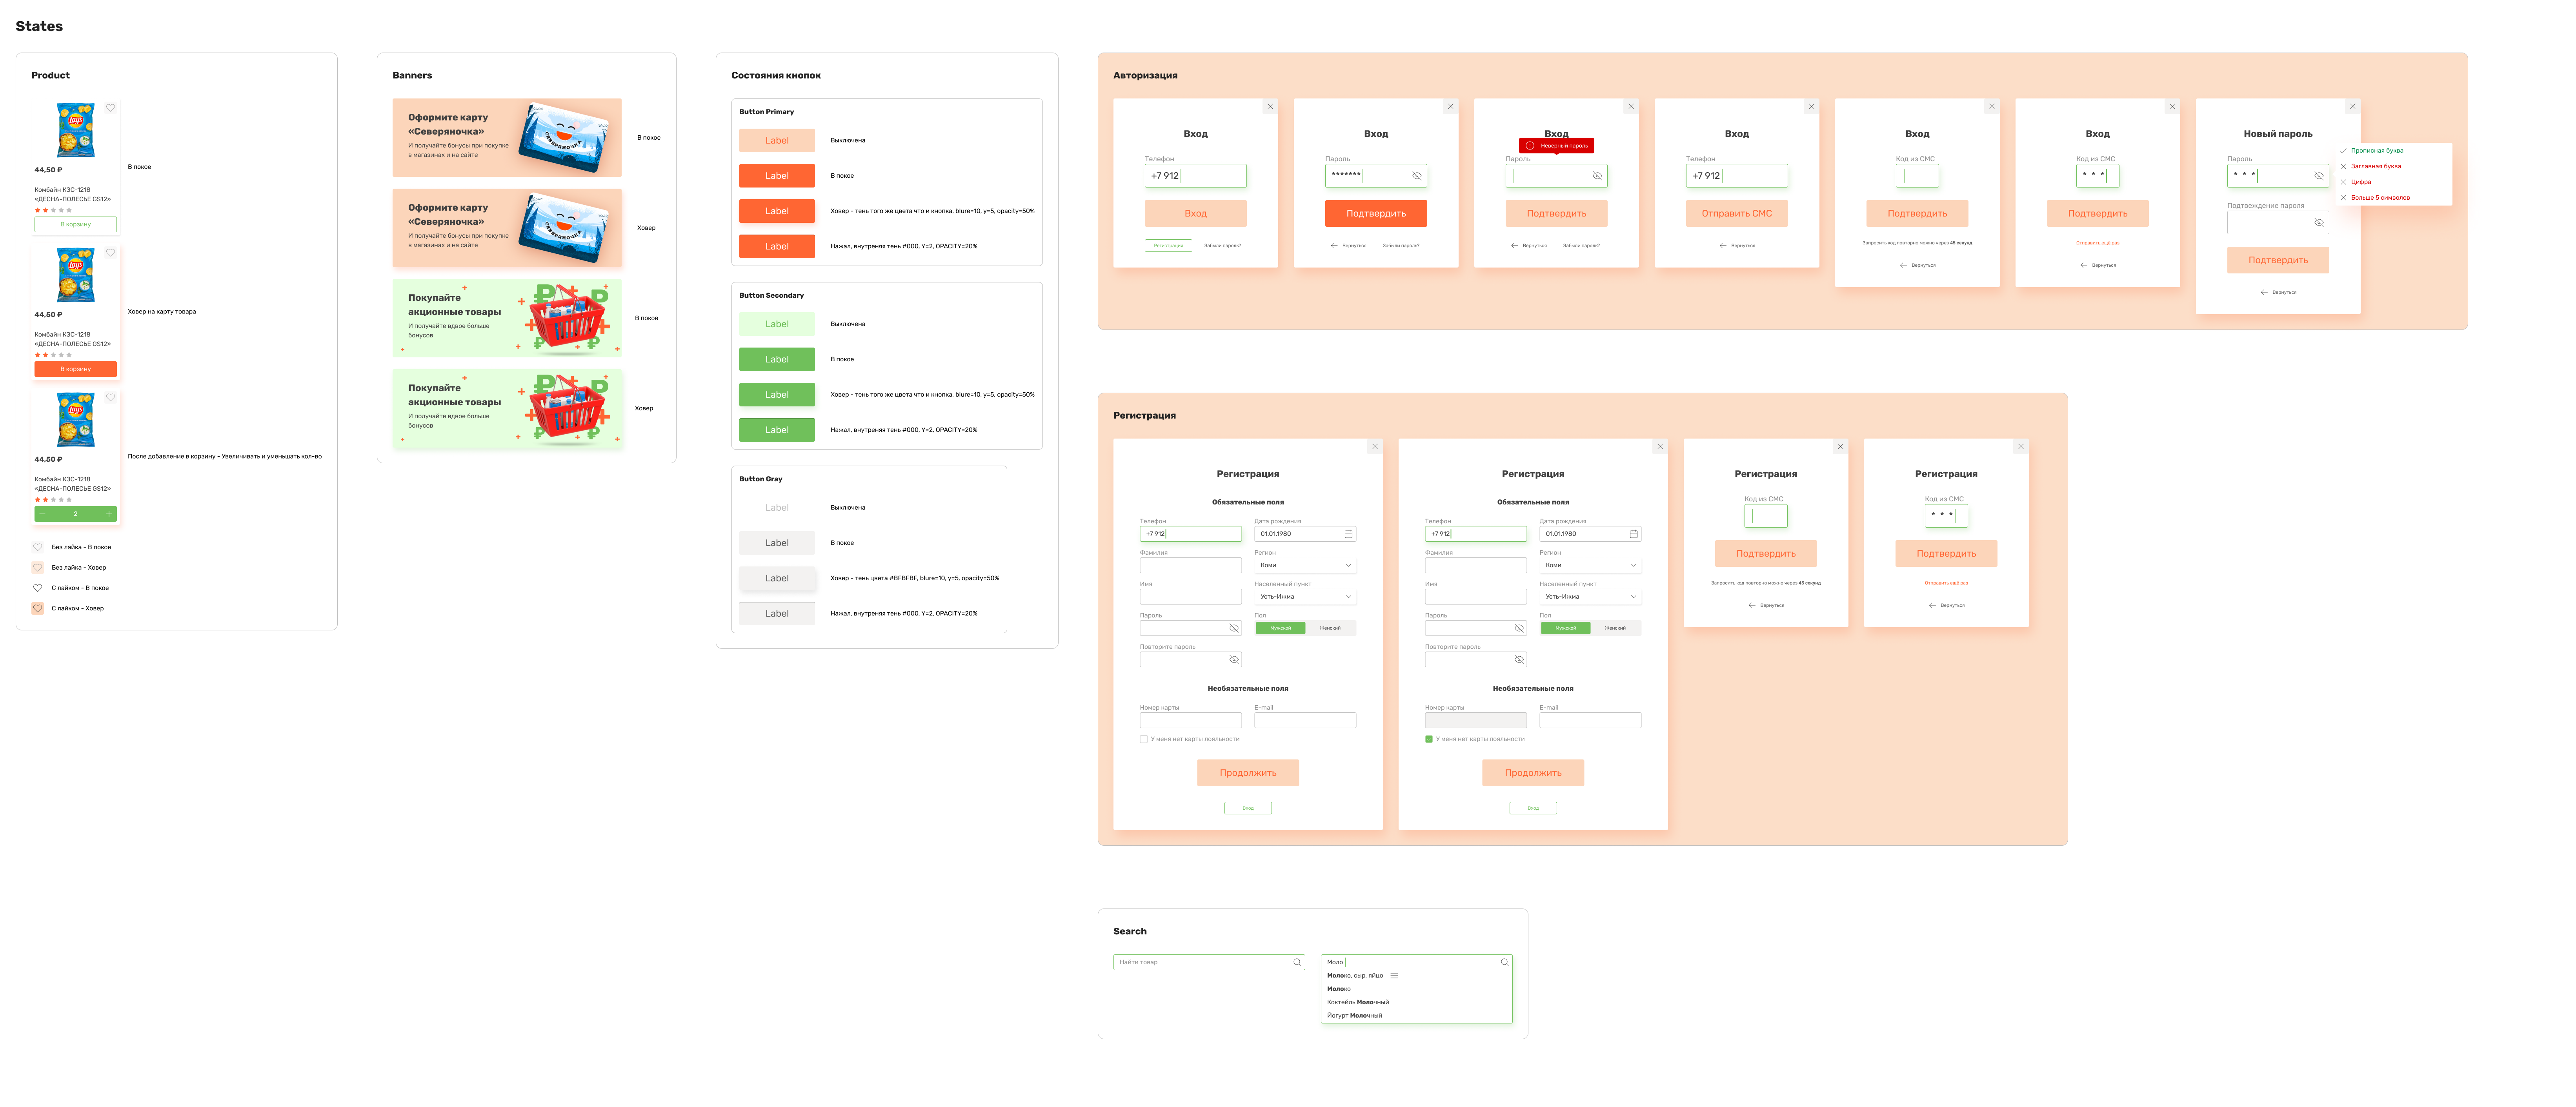 States
Product
44,50 ₽
Комбайн КЗС-1218
«ДЕСНА-ПОЛЕСЬЕ GS12»
В корзину
В покое
44,50 ₽
Комбайн КЗС-1218
«ДЕСНА-ПОЛЕСЬЕ GS12»
В корзину
Ховер на карту товара
44,50 ₽
Комбайн КЗС-1218
«ДЕСНА-ПОЛЕСЬЕ GS12»
2
После добавление в корзину - Увеличивать и уменьшать кол-во
Без лайка - В покое
Без лайка - Ховер
С лайком - В покое
С лайком - Ховер
Banners
Оформите карту
«Северяночка»
И получайте бонусы при покупке
в магазинах и на сайте
СЕВЕРЯНОЧКА
В покое
Оформите карту
«Северяночка»
И получайте бонусы при покупке
в магазинах и на сайте
СЕВЕРЯНОЧКА
Ховер
Покупайте
акционные товары
И получайте вдвое больше
бонусов
В покое
Покупайте
акционные товары
И получайте вдвое больше
бонусов
Ховер
Состояния кнопок
Button Primary
Label
Выключена
Label
В покое
Label
Ховер - тень того же цвета что и кнопка, blure=10, y=5, opacity=50%
Label
Нажал, внутреняя тень #000, Y=2, OPACITY=20%
Button Secondary
Label
Выключена
Label
В покое
Label
Ховер - тень того же цвета что и кнопка, blure=10, y=5, opacity=50%
Label
Нажал, внутреняя тень #000, Y=2, OPACITY=20%
Button Gray
Label
Выключена
Label
В покое
Label
Ховер - тень цвета #BFBFBF, blure=10, y=5, opacity=50%
Label
Нажал, внутреняя тень #000, Y=2, OPACITY=20%
Авторизация
Вход
Телефон
+7 912
Вход
Регистрация
Забыли пароль?
Вход
Пароль
*******
Подтвердить
Вернуться
Забыли пароль?
Вход
Неверный пароль
Пароль
Подтвердить
Вернуться
Забыли пароль?
Вход
Телефон
+7 912
Отправить СМС
Вернуться
Вход
Код из СМС
Подтвердить
Запросить код повторно можно через 45 секунд
Вернуться
Вход
Код из СМС
* * *
Подтвердить
Отправить ещё раз
Вернуться
Новый пароль
Пароль
* * *
Подтвеждение пароля
Подтвердить
Вернуться
Прописная буква
Заглавная буква
Цифра
Больше 5 символов
Регистрация
Регистрация
Обязательные поля
Телефон
+7 912
Дата рождения
01.01.1980
Фамилия
Регион
Коми
Имя
Населенный пункт
Усть-Ижма
Пароль
Пол
Мужской
Женский
Повторите пароль
Необязательные поля
Номер карты
E-mail
У меня нет карты лояльности
Продолжить
Вход
Регистрация
Обязательные поля
Телефон
+7 912
Дата рождения
01.01.1980
Фамилия
Регион
Коми
Имя
Населенный пункт
Усть-Ижма
Пароль
Пол
Мужской
Женский
Повторите пароль
Необязательные поля
Номер карты
E-mail
У меня нет карты лояльности
Продолжить
Вход
Регистрация
Код из СМС
Подтвердить
Запросить код повторно можно через 45 секунд
Вернуться
Регистрация
Код из СМС
* * *
Подтвердить
Отправить ещё раз
Вернуться
Search
Найти товар
Моло
Молоко, сыр, яйцо
Молоко
Коктейль Молочный
Йогурт Молочный